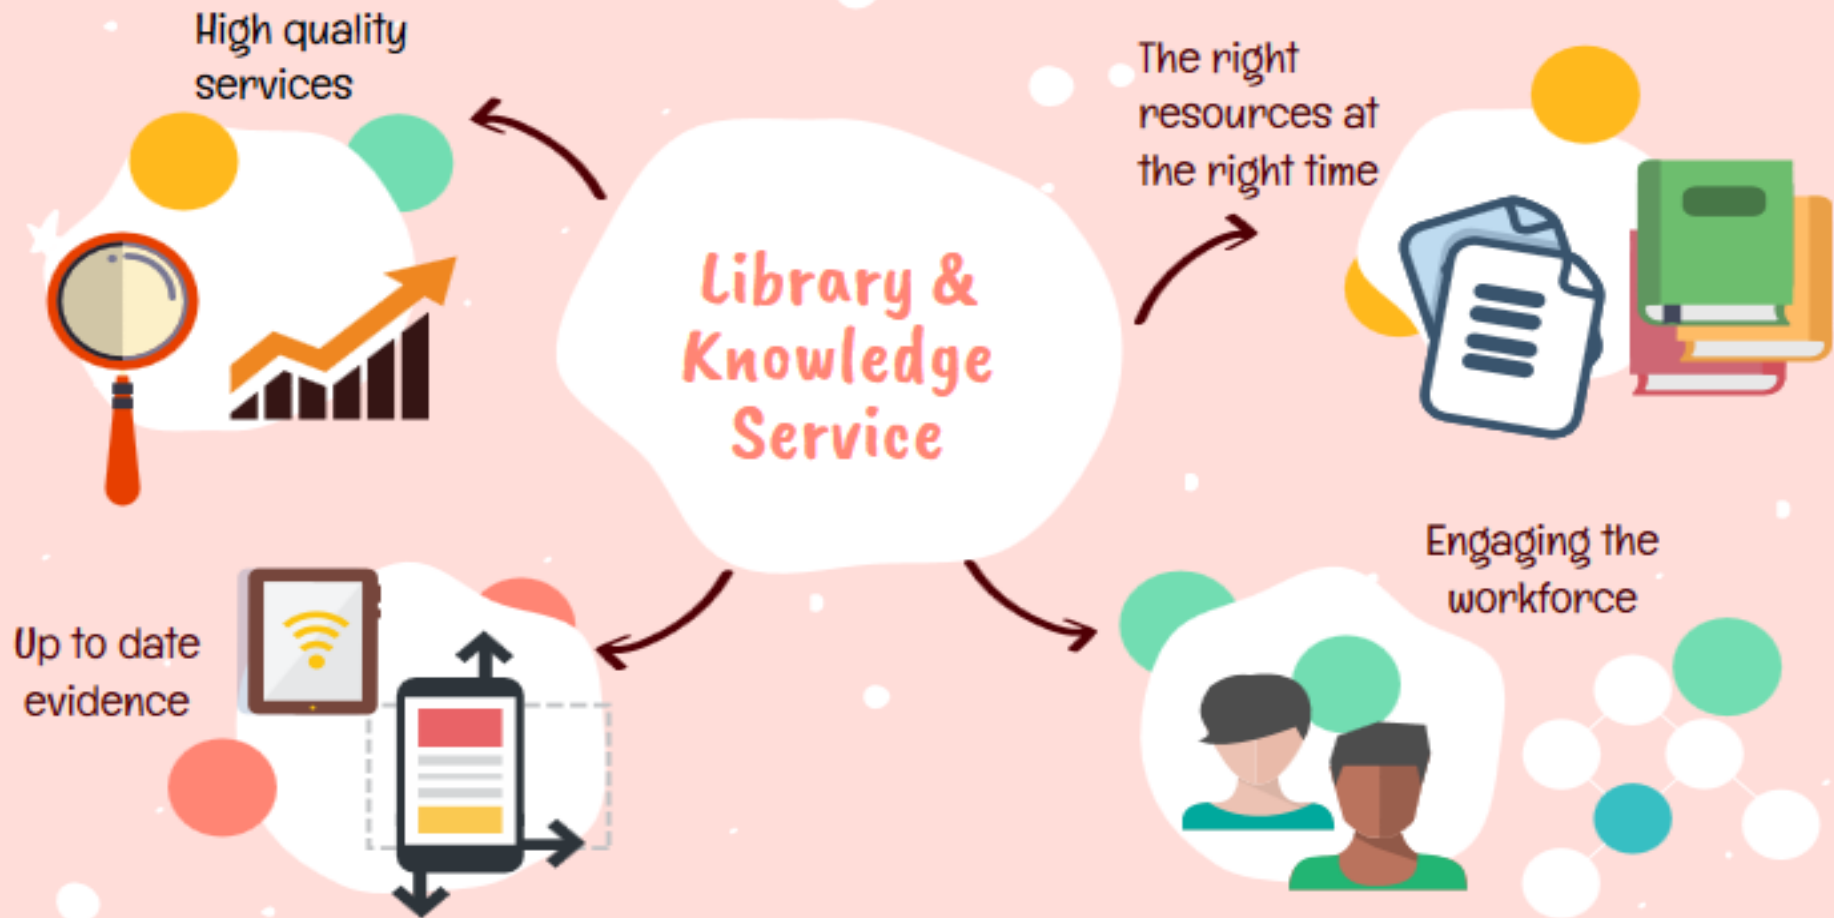 High quality
services
The right
resources at
the right time
Library &
Knowledge
Service
Up to date
evidence
Engaging the
workforce